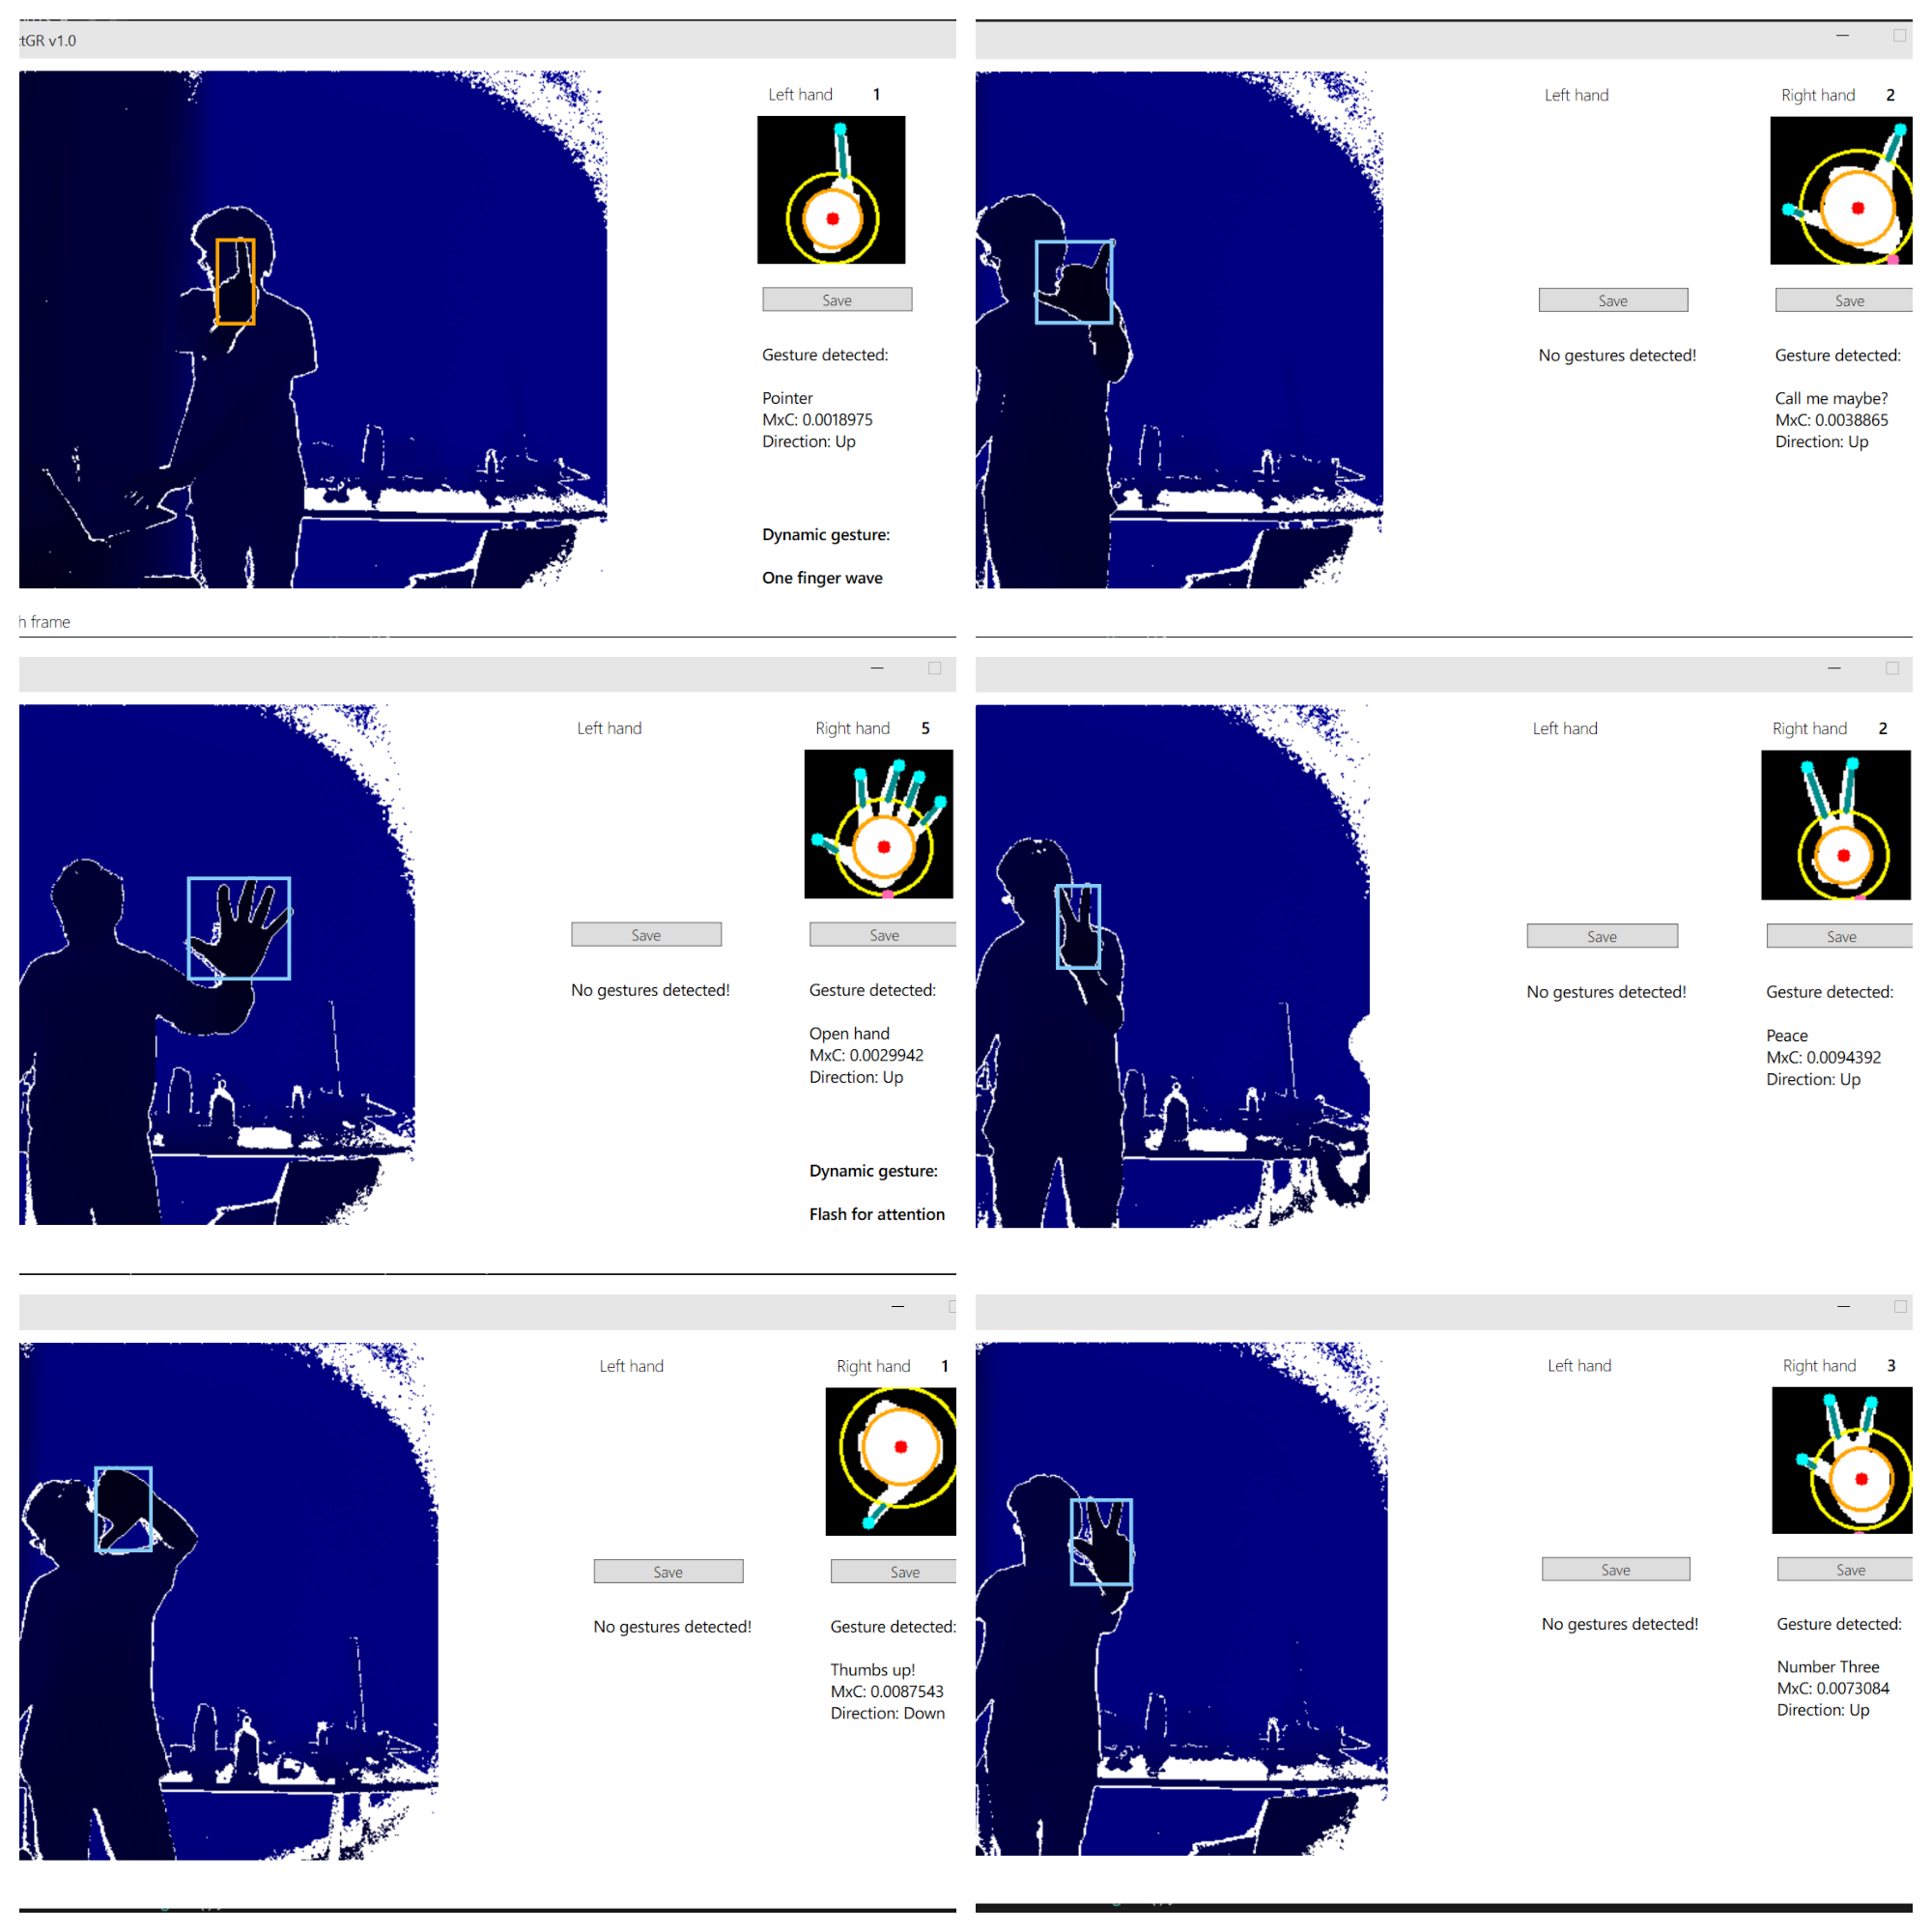 tGR v1.0
Left hand 1
Save
Gesture detected:
Pointer
MxC: 0.0018975
Direction: Up
Dynamic gesture:
One finger wave
h frame
Left hand
Right hand 2
Save
Save
No gestures detected!
Gesture detected:
Call me maybe?
MxC: 0.0038865
Direction: Up
Left hand
Right hand 5
Save
Save
No gestures detected!
Gesture detected:
Open hand
MxC: 0.0029942
Direction: Up
Dynamic gesture:
Flash for attention
Left hand
Right hand 2
Save
Save
No gestures detected!
Gesture detected:
Peace
MxC: 0.0094392
Direction: Up
Left hand
Right hand 1
Save
Save
No gestures detected!
Gesture detected:
Thumbs up!
MxC: 0.0087543
Direction: Down
Left hand
Right hand 3
Save
Save
No gestures detected!
Gesture detected:
Number Three
MxC: 0.0073084
Direction: Up